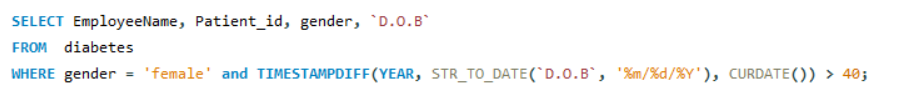 SELECT EmployeeName, Patient_id, gender, `D.O.B`
FROM  diabetes
WHERE gender = 'female' and TIMESTAMPDIFF(YEAR, STR_TO_DATE(`D.O.B`, '%m/%d/%Y'), CURDATE()) > 40;